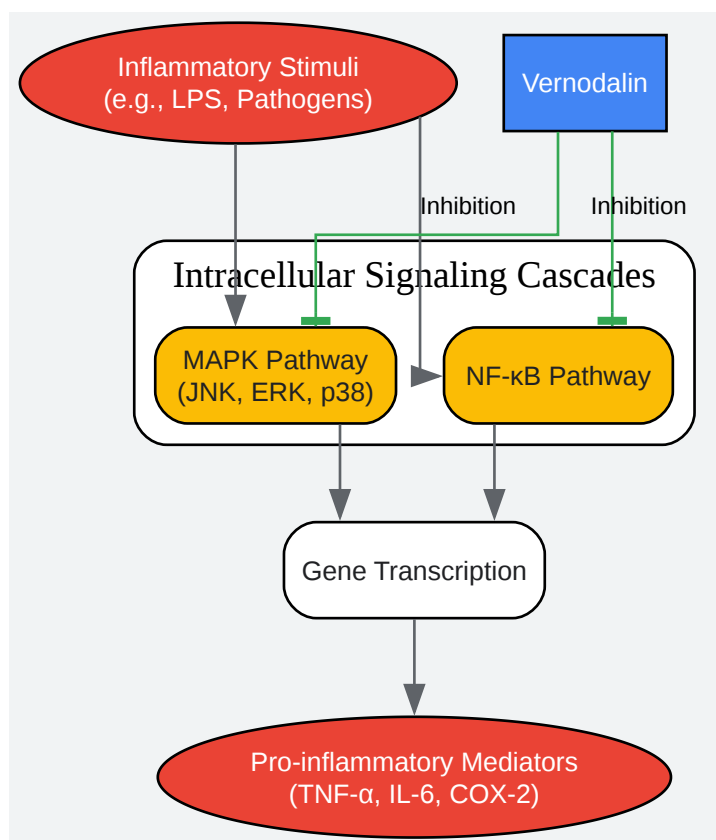 Inflammatory Stimuli
(e.g., LPS, Pathogens)
Vernodalin
Inhibition
Inhibition
Intracellular Signaling Cascades
MAPK Pathway
(JNK, ERK, p38)
NF-κB Pathway
Gene Transcription
Pro-inflammatory Mediators
(TNF-α, IL-6, COX-2)